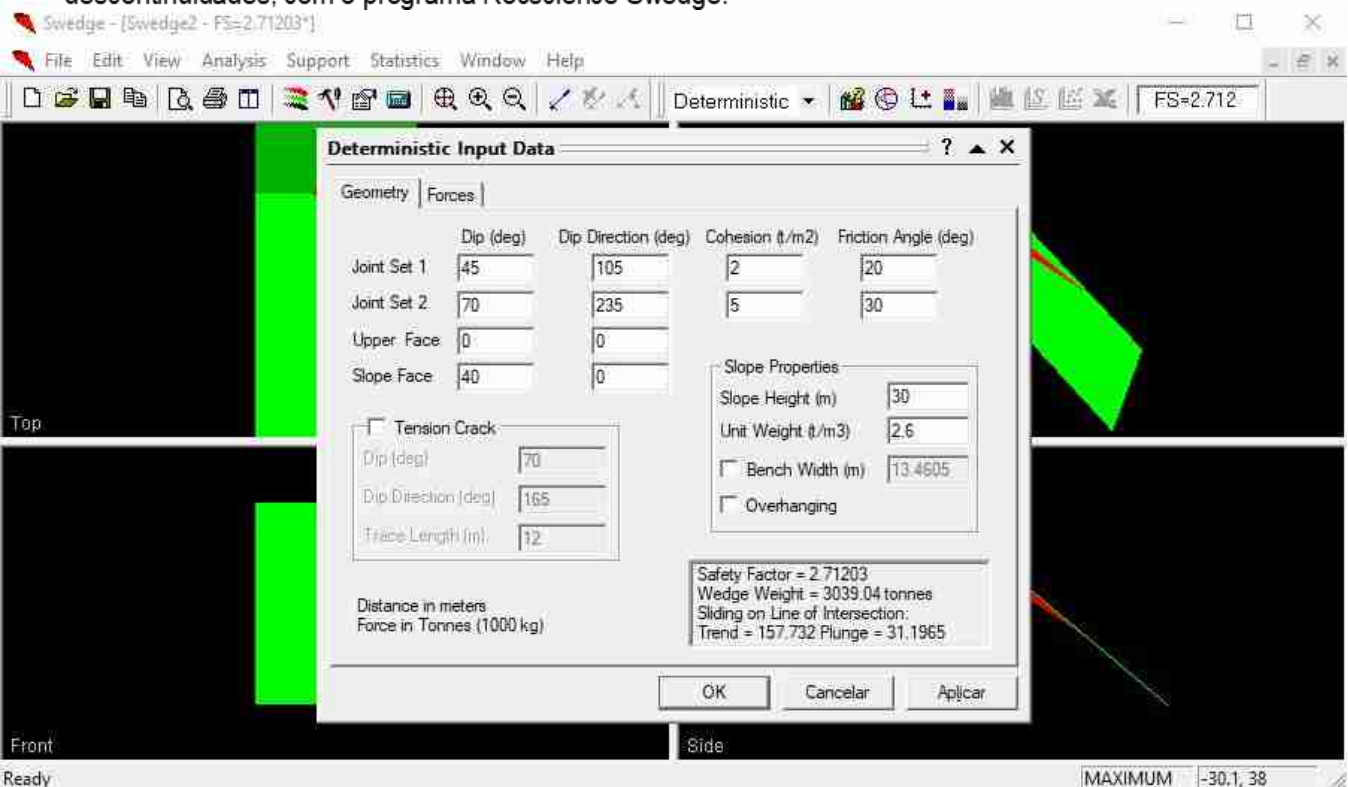 descontinuidades, com o programa Rocscience Swedge.
Swedge - [Swedge2 - FS=2.71203*]
File Edit View Analysis Support Statistics Window Help
Deterministic FS=2.712
Deterministic Input Data
Geometry Forces
Dip (deg) Dip Direction (deg) Cohesion (t/m2) Friction Angle (deg)
Joint Set 1 45 105 2 20
Joint Set 2 70 235 5 30
Upper Face 0 0
Slope Face 40 0
Slope Properties
Slope Height (m) 30
Unit Weight (t/m3) 2.6
Bench Width (m) 13.4605
Overhanging
Tension Crack
Dip (deg) 70
Dip Direction (deg) 165
Trace Length (m) 12
Distance in meters
Force in Tonnes (1000 kg)
Safety Factor = 2.71203
Wedge Weight = 3039.04 tonnes
Sliding on Line of Intersection:
Trend = 157.732 Plunge = 31.1965
OK Cancelar Aplicar
Top
Front
Side
Ready MAXIMUM -30.1, 38